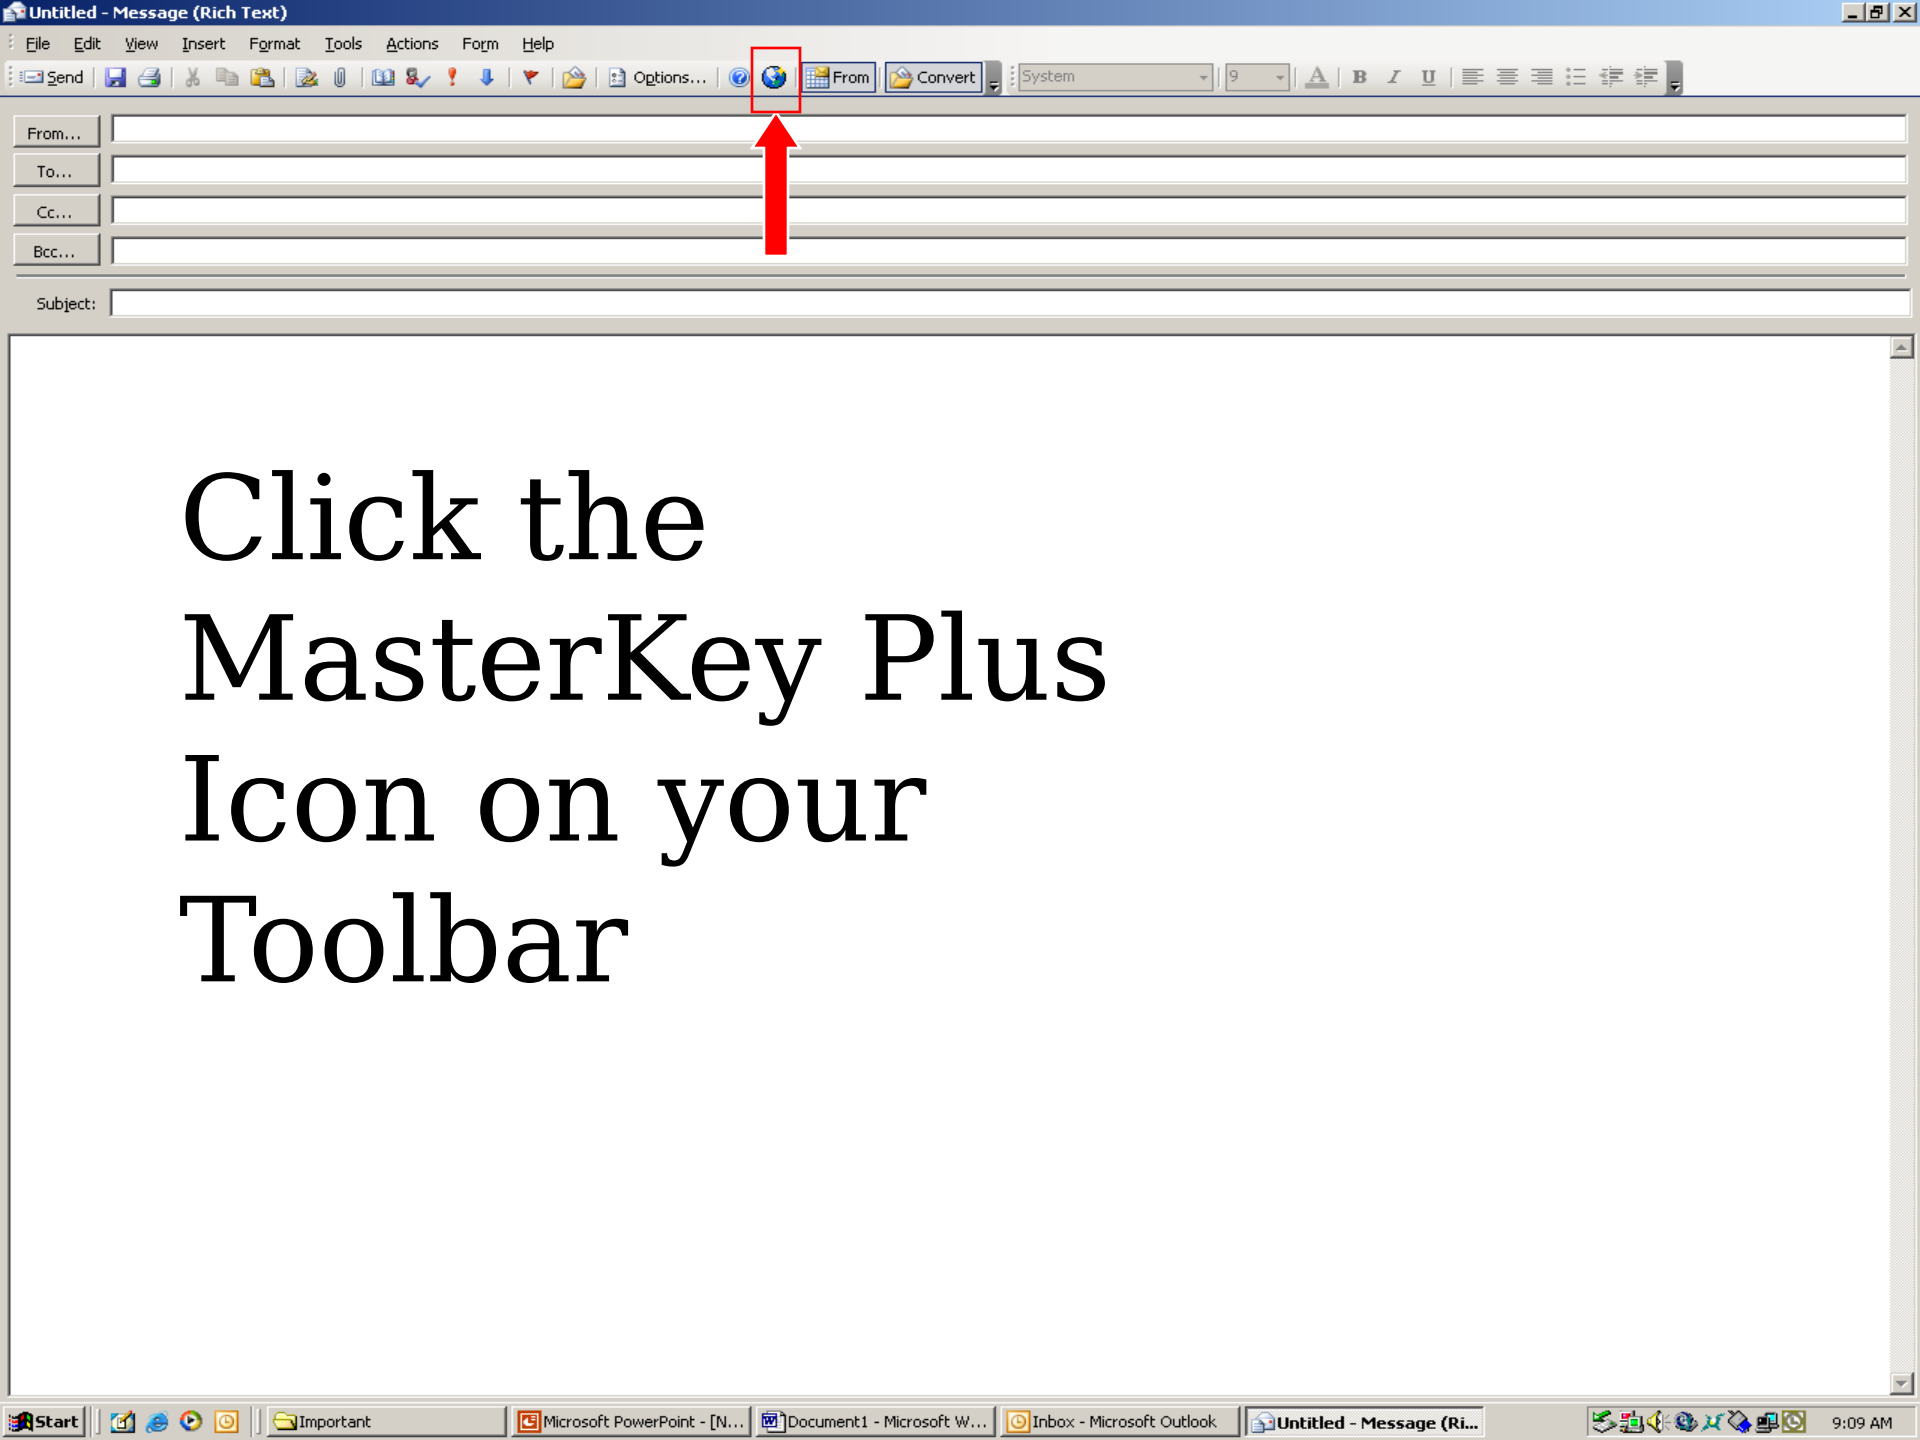 Untitled - Message (Rich Text)
File Edit View Insert Format Tools Actions Form Help
Send Options... From Convert System 9 A B I U
From...
To...
Cc...
Bcc...
Subject:
Click the
MasterKey Plus
Icon on your
Toolbar
Start Important Microsoft PowerPoint - [N... Document1 - Microsoft W... Inbox - Microsoft Outlook Untitled - Message (Ri... 9:09 AM